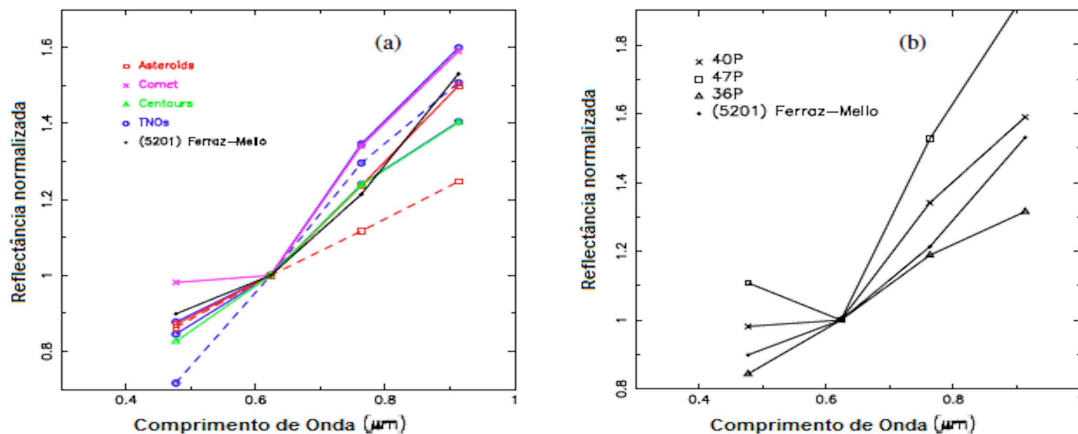 (a)
Asteroids
Comet
Centaurs
TNOs
(5201) Ferraz–Mello
Reflectância normalizada
1.6
1.4
1.2
1
0.8
0.4
0.6
0.8
1
Comprimento de Onda (μm)
(b)
40P
47P
36P
(5201) Ferraz–Mello
Reflectância normalizada
1.8
1.6
1.4
1.2
1
0.8
0.4
0.6
0.8
1
Comprimento de Onda (μm)